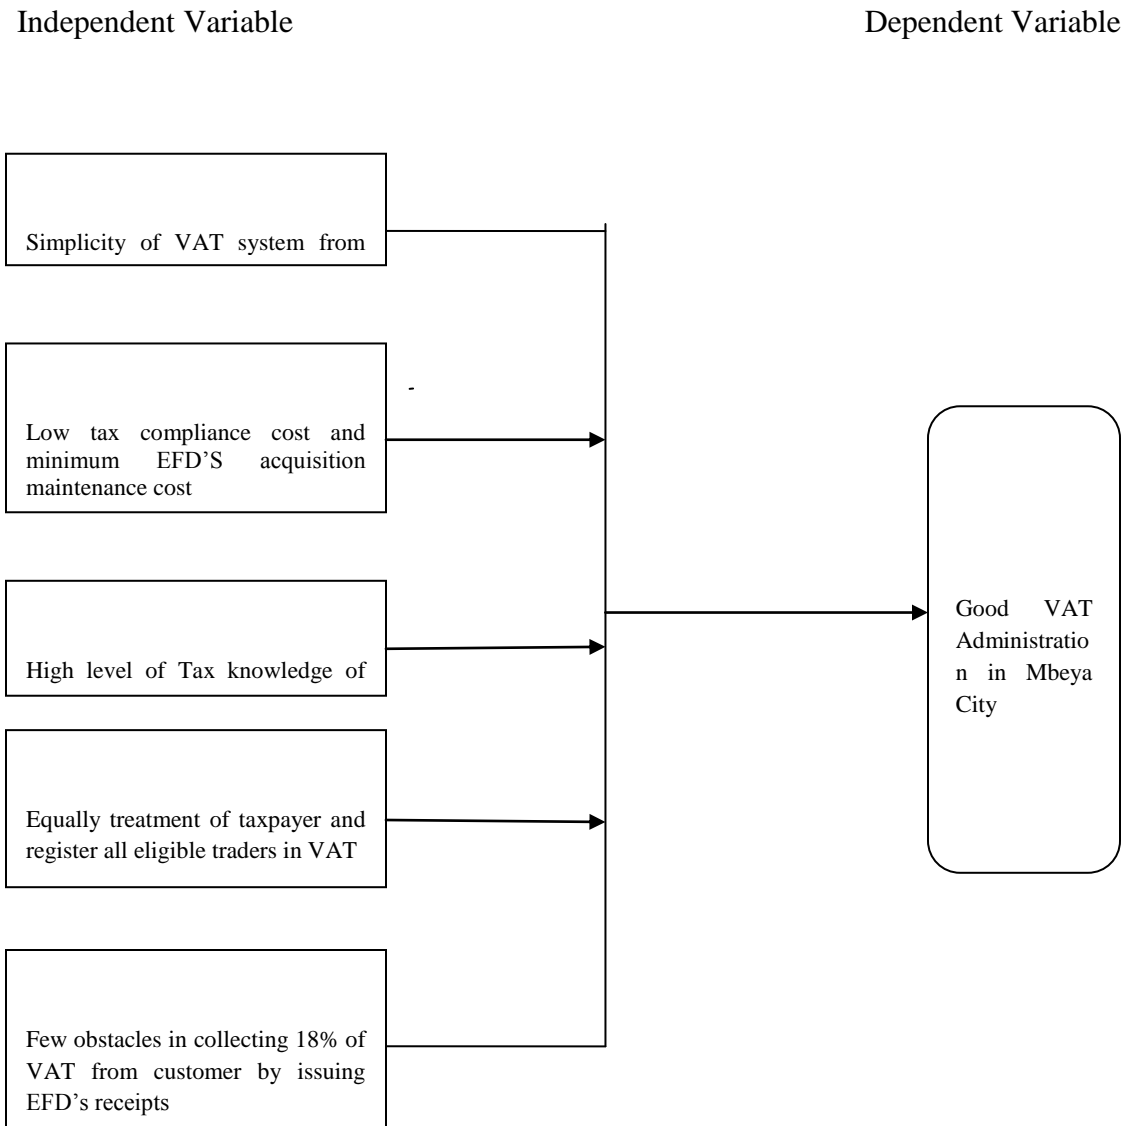 Independent Variable
Dependent Variable
Simplicity of VAT system from
Low tax compliance cost and
minimum EFD'S acquisition
maintenance cost
High level of Tax knowledge of
Equally treatment of taxpayer and
register all eligible traders in VAT
Few obstacles in collecting 18% of
VAT from customer by issuing
EFD's receipts
Good VAT
Administratio
n in Mbeya
City